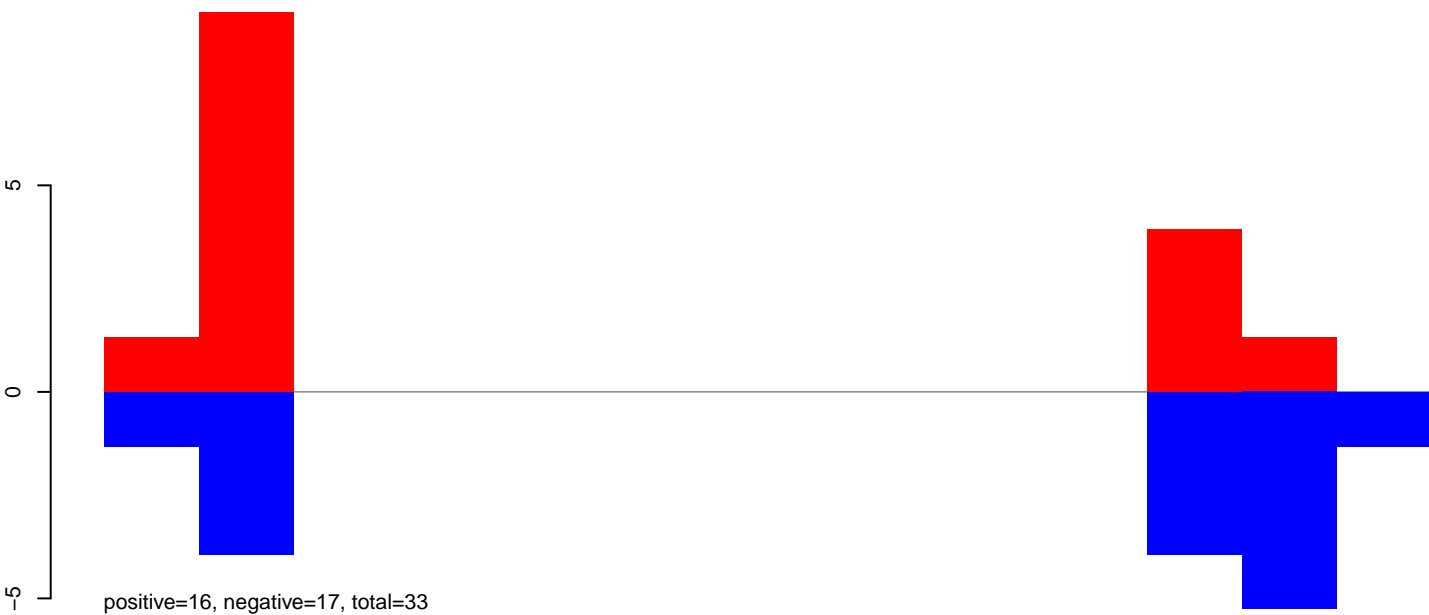 5
0
−5
positive=16, negative=17, total=33